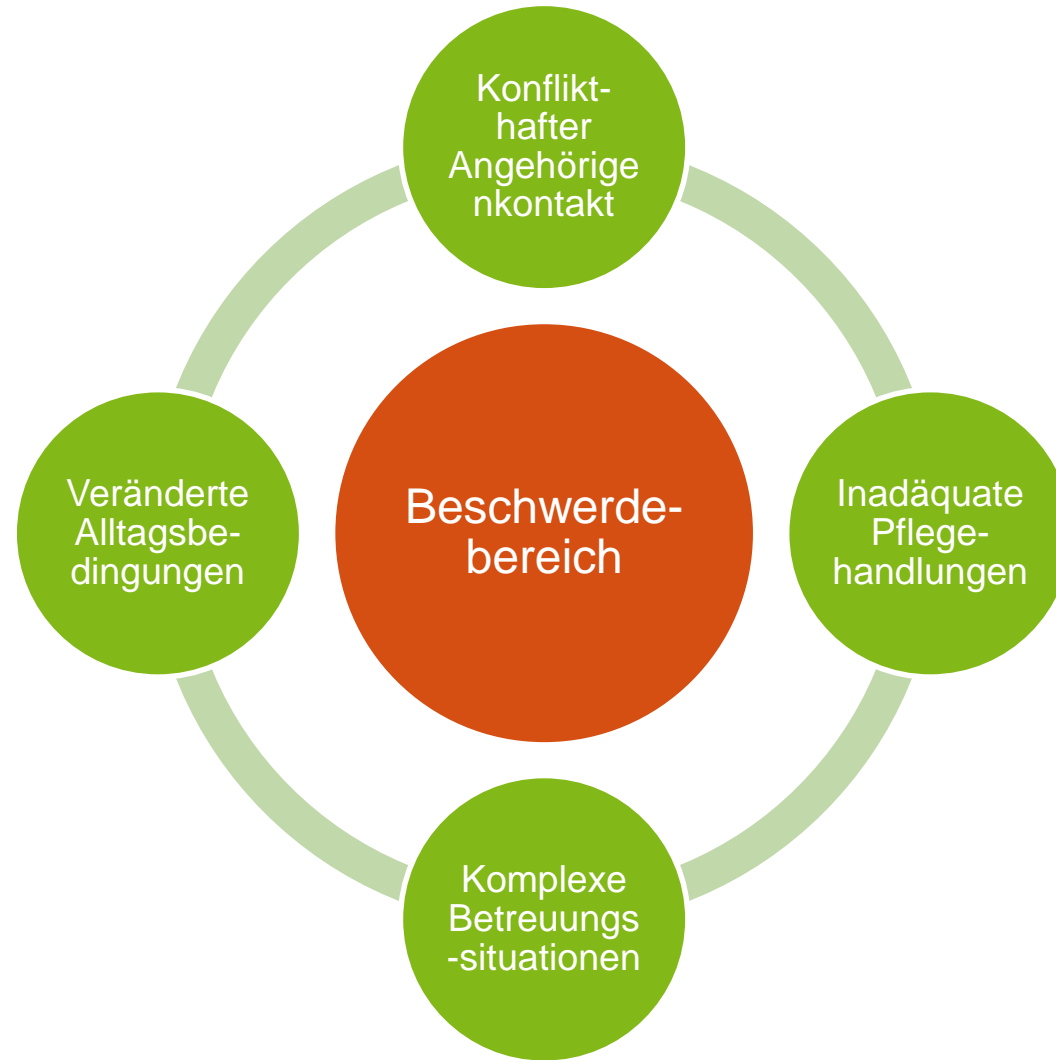 Konflikt-
hafter
Angehörige
nkontakt
Veränderte
Alltagsbe-
dingungen
Beschwerde-
bereich
Inadäquate
Pflege-
handlungen
Komplexe
Betreuungs
-situationen